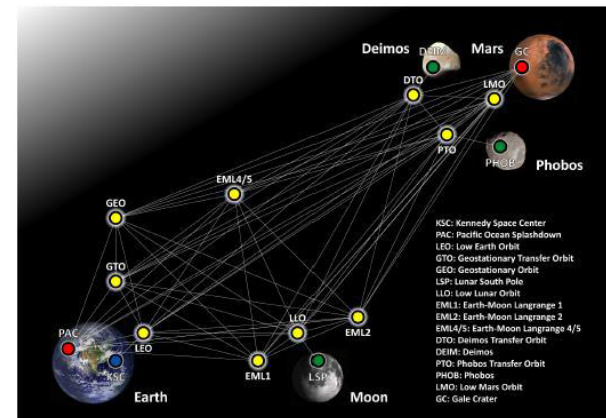 Deimos
Mars
DEIM
GC
DTO
LMO
PTO
PHOB
Phobos
EML4/5
GEO
GTO
PAC
LEO
KSC
Earth
LLO
EML2
EML1
LSP
Moon
KSC: Kennedy Space Center
PAC: Pacific Ocean Splashdown
LEO: Low Earth Orbit
GTO: Geostationary Transfer Orbit
GEO: Geostationary Orbit
LSP: Lunar South Pole
LLO: Low Lunar Orbit
EML1: Earth-Moon Langrange 1
EML2: Earth-Moon Langrange 2
EML4/5: Earth-Moon Langrange 4/5
DTO: Deimos Transfer Orbit
DEIM: Deimos
PTO: Phobos Transfer Orbit
PHOB: Phobos
LMO: Low Mars Orbit
GC: Gale Crater